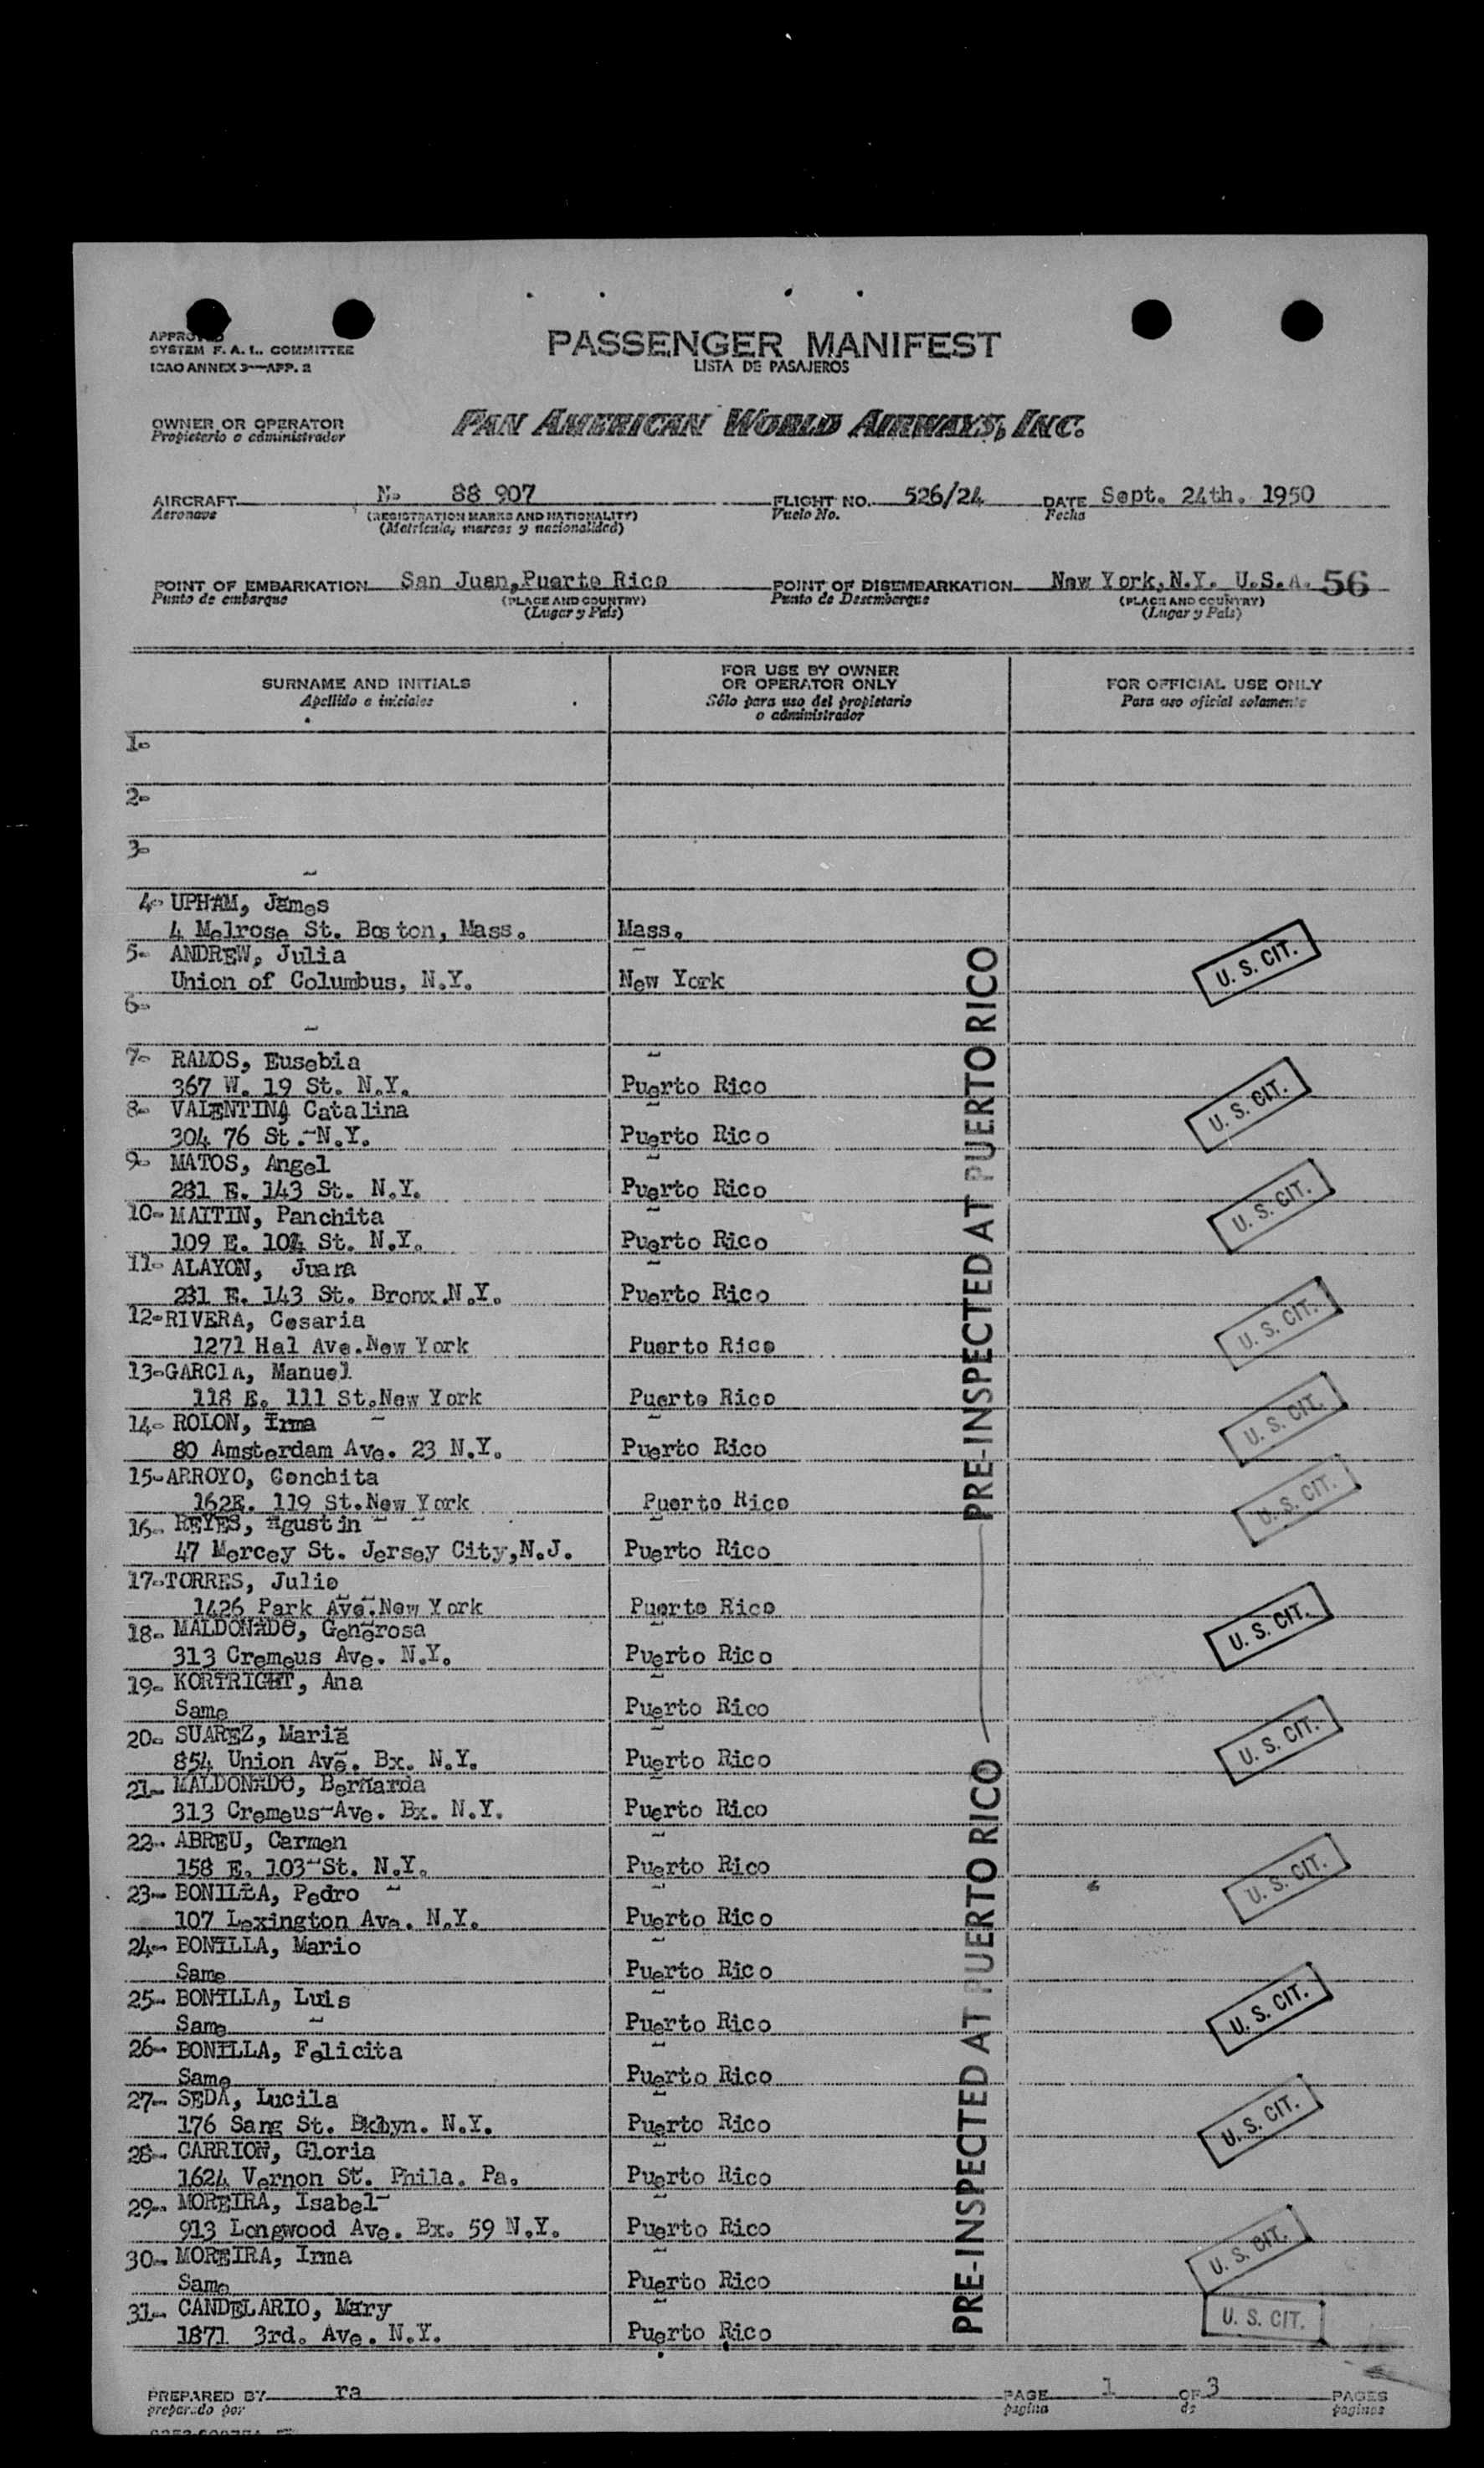 APPROVED
SYSTEM F. A. L. COMMITTEE
ICAO ANNEX 9—APP. 2
PASSENGER MANIFEST
LISTA DE PASAJEROS
OWNER OR OPERATOR
Propietario o administrador
PAN AMERICAN WORLD AIRWAYS, INC.
AIRCRAFT N- 88 907 FLIGHT NO. 526/24 DATE Sept. 24th. 1950
Aeronave (REGISTRATION MARKS AND NATIONALITY) Vuelo No. Fecha
(Matrícula, marcas y nacionalidad)
POINT OF EMBARKATION San Juan, Puerto Rico POINT OF DISEMBARKATION New York, N.Y. U.S.A. 56
Punto de embarque (PLACE AND COUNTRY) Punto de Desembarque (PLACE AND COUNTRY)
(Lugar y País) (Lugar y País)
SURNAME AND INITIALS FOR USE BY OWNER OR OPERATOR ONLY FOR OFFICIAL USE ONLY
Apellido e iniciales Sólo para uso del propietario o administrador Para uso oficial solamente
1-
2-
3-
4- UPHAM, James
4 Melrose St. Boston, Mass. Mass.
5- ANDREW, Julia
Union of Columbus, N.Y. New York
U. S. CIT.
6-
7- RAMOS, Eusebia
367 W. 19 St. N.Y. Puerto Rico
8- VALENTINA, Catalina
304 76 St. N.Y. Puerto Rico
U. S. CIT.
9- MATOS, Angel
281 E. 143 St. N.Y. Puerto Rico
10- MAITIN, Panchita
109 E. 104 St. N.Y. Puerto Rico
U. S. CIT.
11- ALAYON, Juana
281 E. 143 St. Bronx N.Y. Puerto Rico
12- RIVERA, Cesaria
1271 Hal Ave. New York Puerto Rico
U. S. CIT.
13- GARCIA, Manuel
118 E. 111 St. New York Puerto Rico
14- ROLON, Irma
80 Amsterdam Ave. 23 N.Y. Puerto Rico
U. S. CIT.
15- ARROYO, Conchita
162E. 119 St. New York Puerto Rico
U. S. CIT.
16- REYES, Agustin
47 Mercey St. Jersey City, N.J. Puerto Rico
17- TORRES, Julio
1426 Park Ave. New York Puerto Rico
18- MALDONADO, Generosa
313 Cremeus Ave. N.Y. Puerto Rico
U. S. CIT.
19- KORTRIGHT, Ana
Same Puerto Rico
20- SUAREZ, Maria
854 Union Ave. Bx. N.Y. Puerto Rico
U. S. CIT.
21- MALDONADO, Bernarda
313 Cremeus Ave. Bx. N.Y. Puerto Rico
22- ABREU, Carmen
158 E. 103 St. N.Y. Puerto Rico
23- BONILLA, Pedro
107 Lexington Ave. N.Y. Puerto Rico
U. S. CIT.
24- BONILLA, Mario
Same Puerto Rico
25- BONILLA, Luis
Same Puerto Rico
U. S. CIT.
26- BONILLA, Felicita
Same Puerto Rico
27- SEDA, Lucila
176 Sang St. Bklyn. N.Y. Puerto Rico
U. S. CIT.
28- CARRION, Gloria
1624 Vernon St. Phila. Pa. Puerto Rico
29- MOREIRA, Isabel
913 Longwood Ave. Bx. 59 N.Y. Puerto Rico
30- MOREIRA, Irma
Same Puerto Rico
U. S. CIT.
31- CANDELARIO, Mary
1871 3rd. Ave. N.Y. Puerto Rico
U. S. CIT.
PRE-INSPECTED AT PUERTO RICO
PRE-INSPECTED AT PUERTO RICO
PREPARED BY ra PAGE 1 OF 3 PAGES
preparado por página de páginas